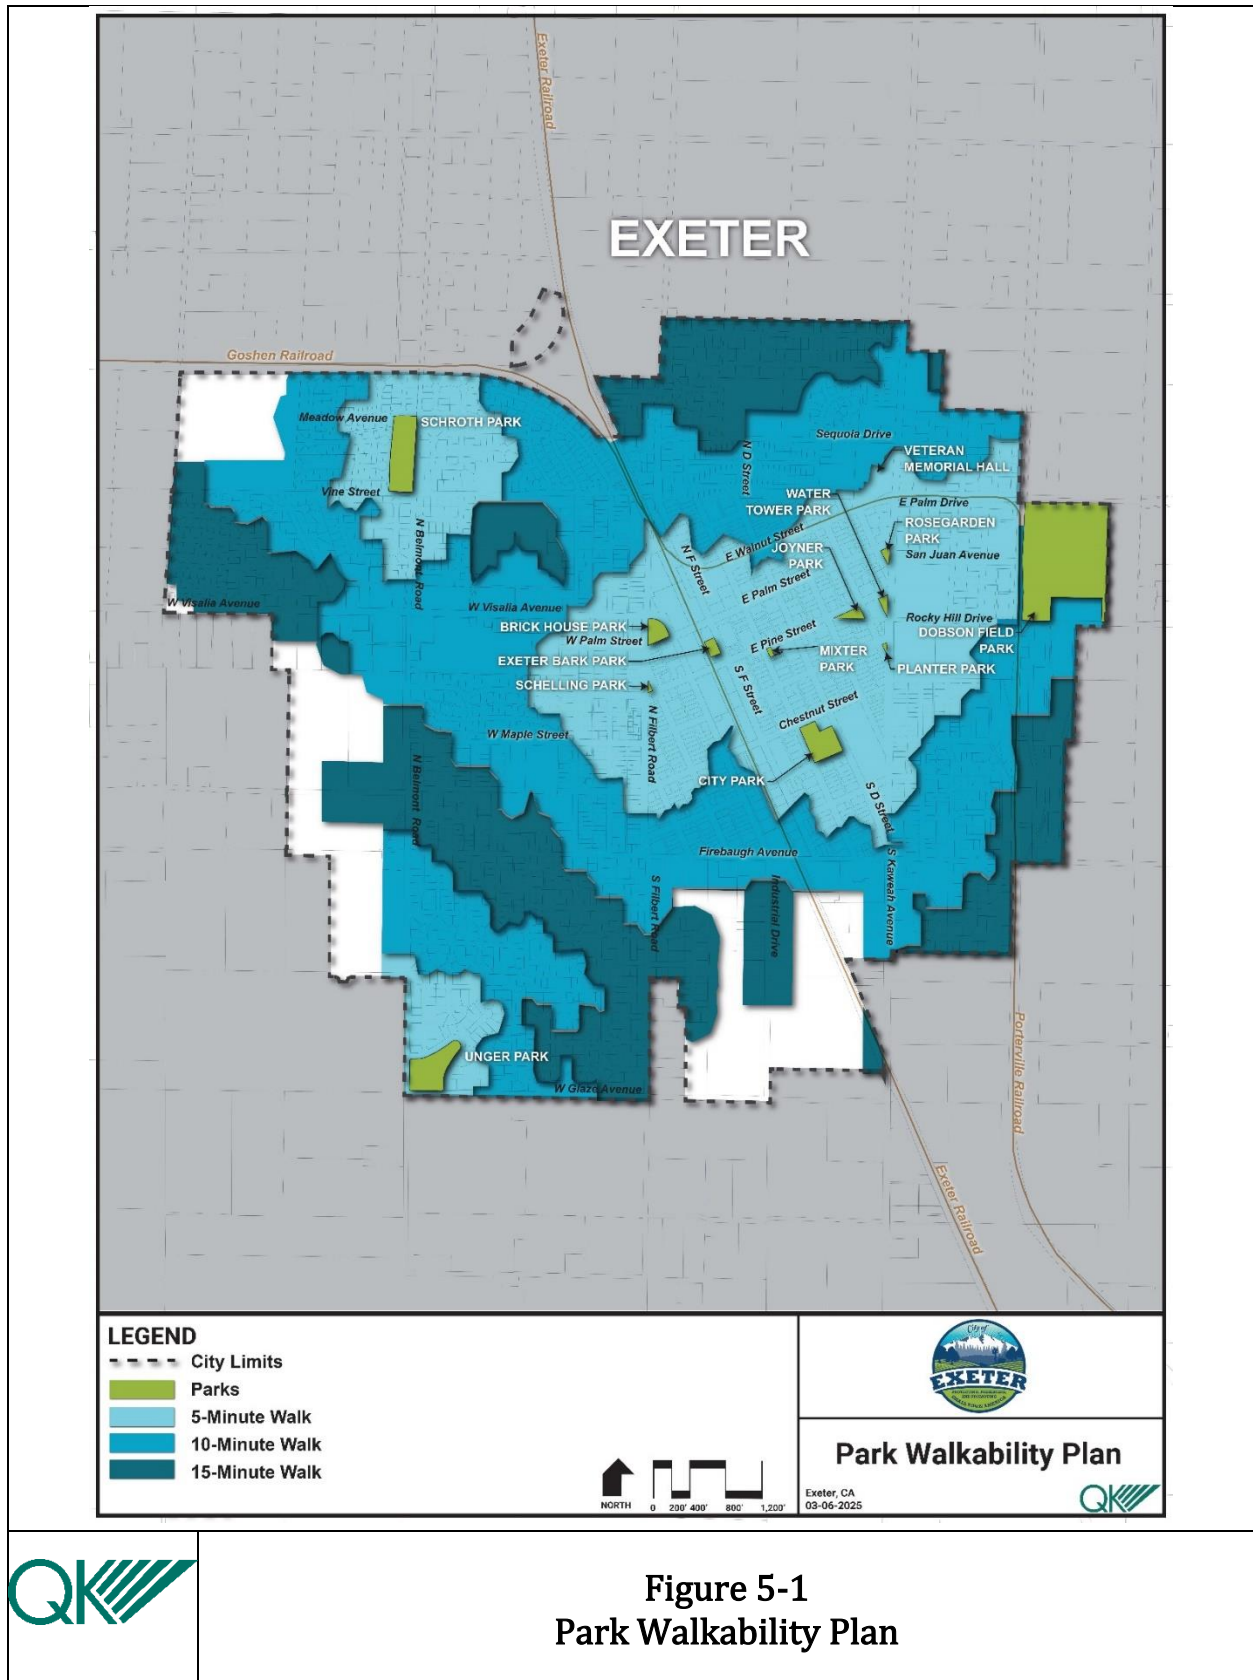 Exeter Railroad
EXETER
Goshen Railroad
Meadow Avenue
SCHROTH PARK
Sequoia Drive
N D Street
VETERAN
MEMORIAL HALL
Vine Street
WATER
TOWER PARK
E Palm Drive
N Belmont Road
ROSEGARDEN
PARK
E Walnut Street
JOYNER
PARK
San Juan Avenue
N F Street
E Palm Street
W Visalia Avenue
W Visalia Avenue
BRICK HOUSE PARK
W Palm Street
E Pine Street
Rocky Hill Drive
DOBSON FIELD
PARK
EXETER BARK PARK
MIXTER
PARK
PLANTER PARK
SCHELLING PARK
S F Street
N Filbert Road
Chestnut Street
W Maple Street
N Belmont Road
CITY PARK
S D Street
Firebaugh Avenue
S Kaweah Avenue
S Filbert Road
Industrial Drive
UNGER PARK
W Glaze Avenue
Porterville Railroad
Exeter Railroad
LEGEND
City Limits
Parks
5-Minute Walk
10-Minute Walk
15-Minute Walk
NORTH
0 200' 400' 800' 1,200'
City of
EXETER
Park Walkability Plan
Exeter, CA
03-06-2025
QK
QK
Figure 5-1
Park Walkability Plan